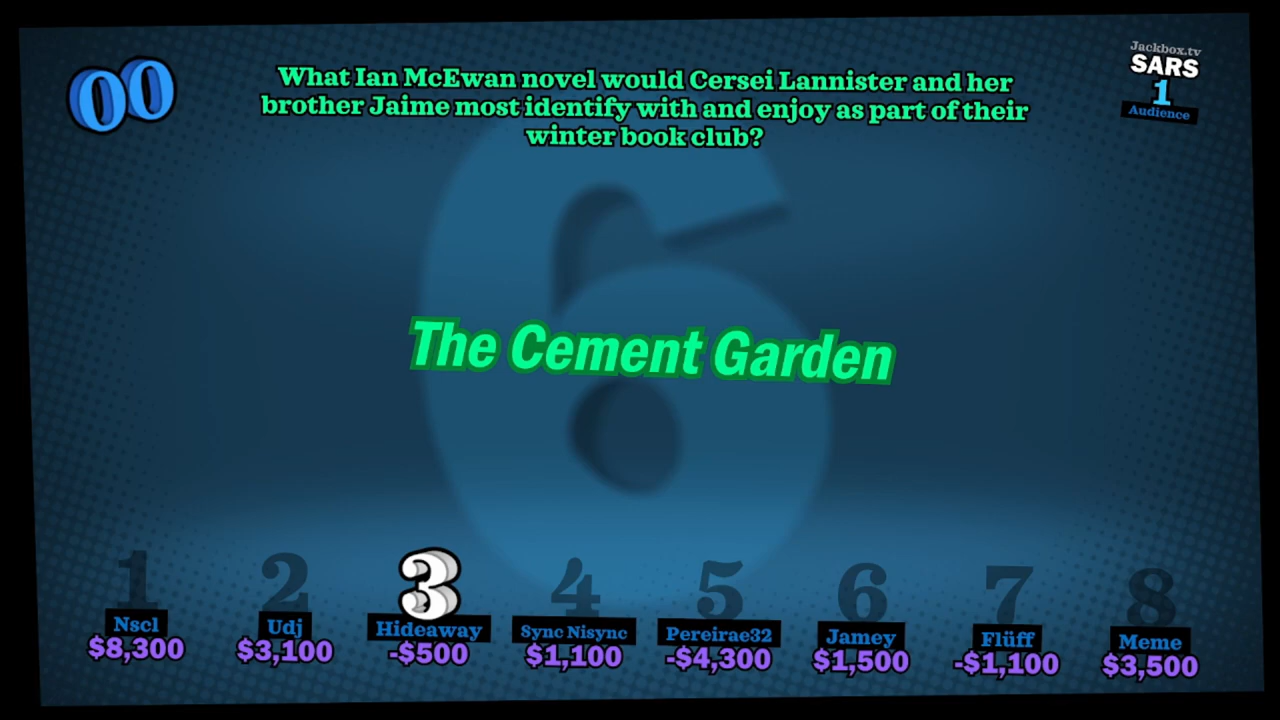 00
What Ian McEwan novel would Cersei Lannister and her
brother Jaime most identify with and enjoy as part of their
winter book club?
Jackbox.tv
SARS
1
Audience
6
The Cement Garden
1 2 3 4 5 6 7 8
Nscl Udj Hideaway Sync Nisync Pereirae32 Jamey Flüff Meme
$8,300 $3,100 -$500 $1,100 -$4,300 $1,500 -$1,100 $3,500